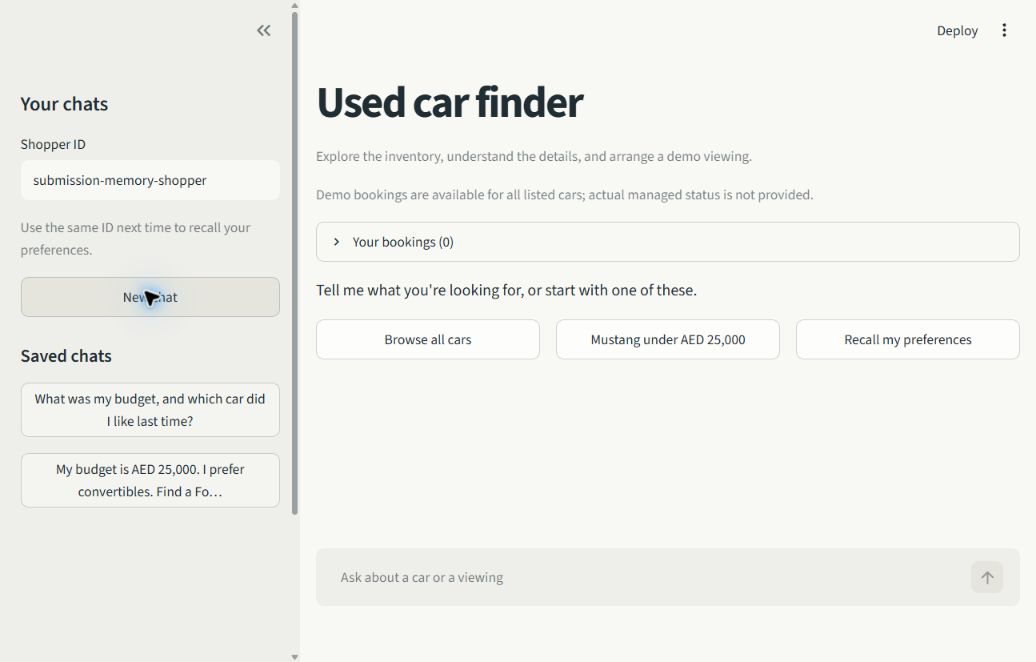 Deploy
Your chats
Shopper ID
submission-memory-shopper
Use the same ID next time to recall your
preferences.
New chat
Saved chats
What was my budget, and which car did
I like last time?
My budget is AED 25,000. I prefer
convertibles. Find a Fo…
Used car finder
Explore the inventory, understand the details, and arrange a demo viewing.
Demo bookings are available for all listed cars; actual managed status is not provided.
Your bookings (0)
Tell me what you're looking for, or start with one of these.
Browse all cars
Mustang under AED 25,000
Recall my preferences
Ask about a car or a viewing